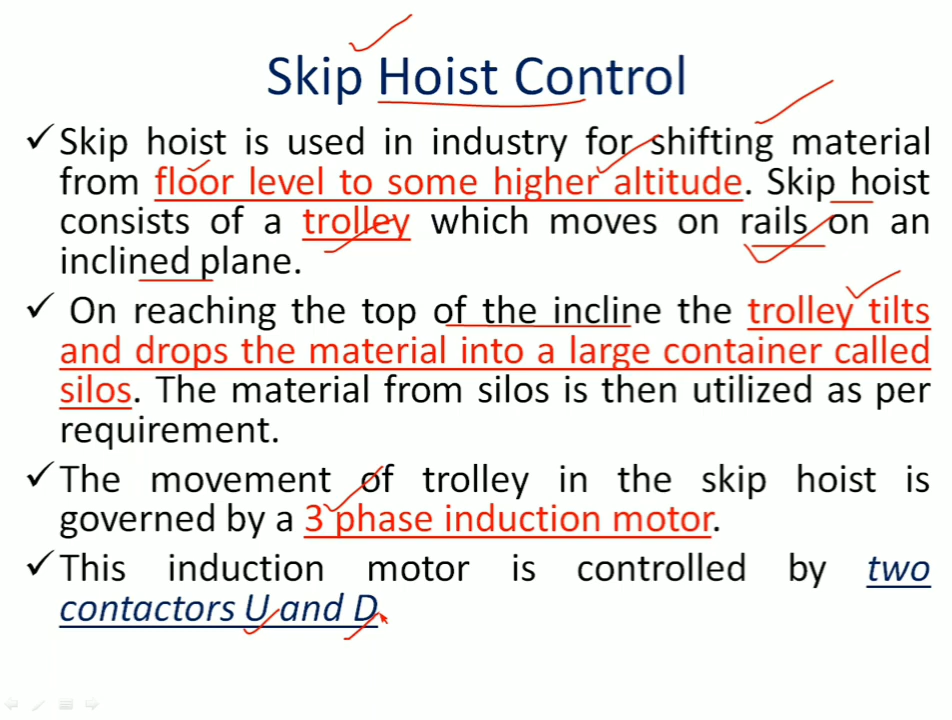 Skip Hoist Control
✓ Skip hoist is used in industry for shifting material
from floor level to some higher altitude. Skip hoist
consists of a trolley which moves on rails on an
inclined plane.
✓ On reaching the top of the incline the trolley tilts
and drops the material into a large container called
silos. The material from silos is then utilized as per
requirement.
✓ The movement of trolley in the skip hoist is
governed by a 3 phase induction motor.
✓ This induction motor is controlled by two
contactors U and D.